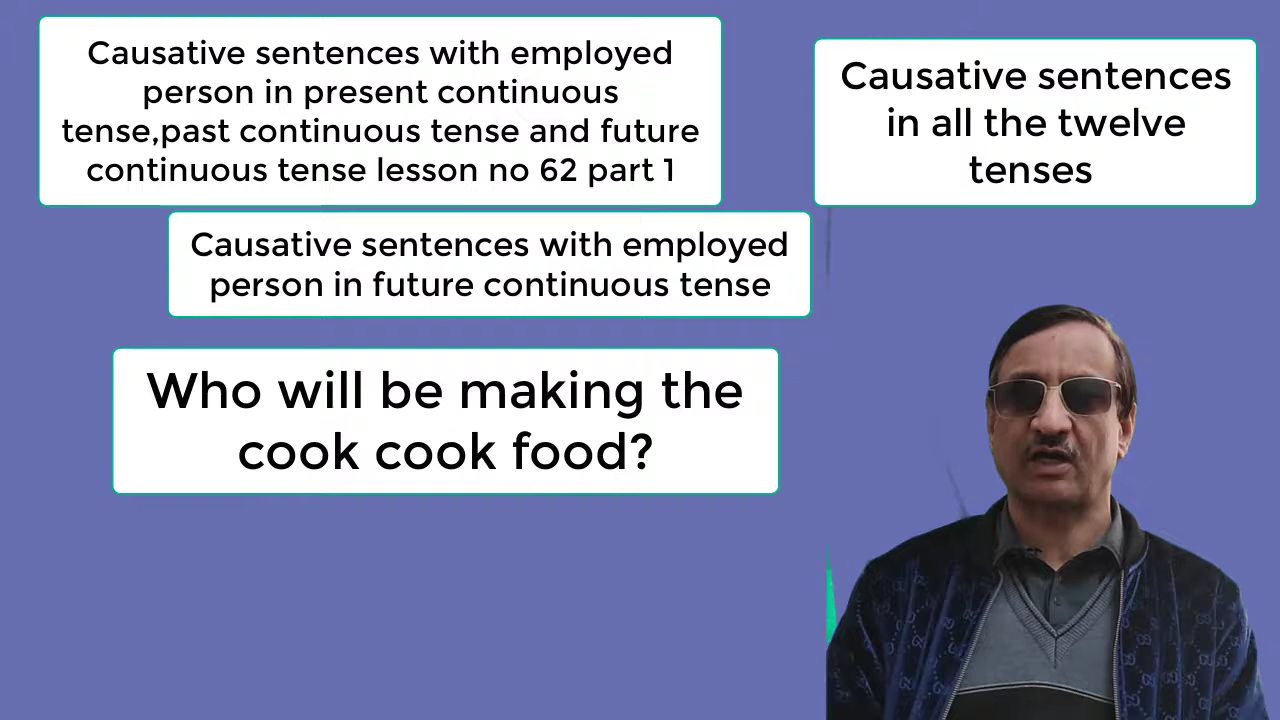 Causative sentences with employed
person in present continuous
tense,past continuous tense and future
continuous tense lesson no 62 part 1
Causative sentences
in all the twelve
tenses
Causative sentences with employed
person in future continuous tense
Who will be making the
cook cook food?